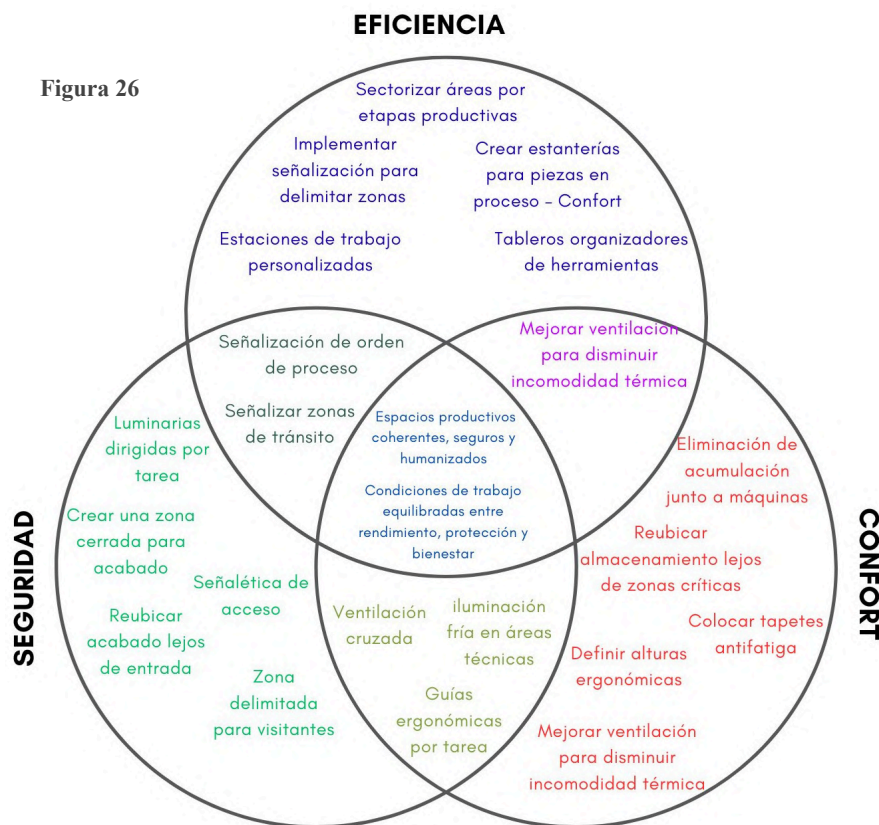 EFICIENCIA
Figura 26
Sectorizar áreas por
etapas productivas
Implementar
señalización para
delimitar zonas
Crear estanterías
para piezas en
proceso - Confort
Estaciones de trabajo
personalizadas
Tableros organizadores
de herramientas
Señalización de orden
de proceso
Señalizar zonas
de tránsito
Mejorar ventilación
para disminuir
incomodidad térmica
Espacios productivos
coherentes, seguros y
humanizados
Condiciones de trabajo
equilibradas entre
rendimiento, protección y
bienestar
SEGURIDAD
Luminarias
dirigidas por
tarea
Crear una zona
cerrada para
acabado
Señalética de
acceso
Reubicar
acabado lejos
de entrada
Zona
delimitada
para visitantes
Ventilación
cruzada
iluminación
fría en áreas
técnicas
Guías
ergonómicas
por tarea
CONFORT
Eliminación de
acumulación
junto a máquinas
Reubicar
almacenamiento lejos
de zonas críticas
Colocar tapetes
antifatiga
Definir alturas
ergonómicas
Mejorar ventilación
para disminuir
incomodidad térmica